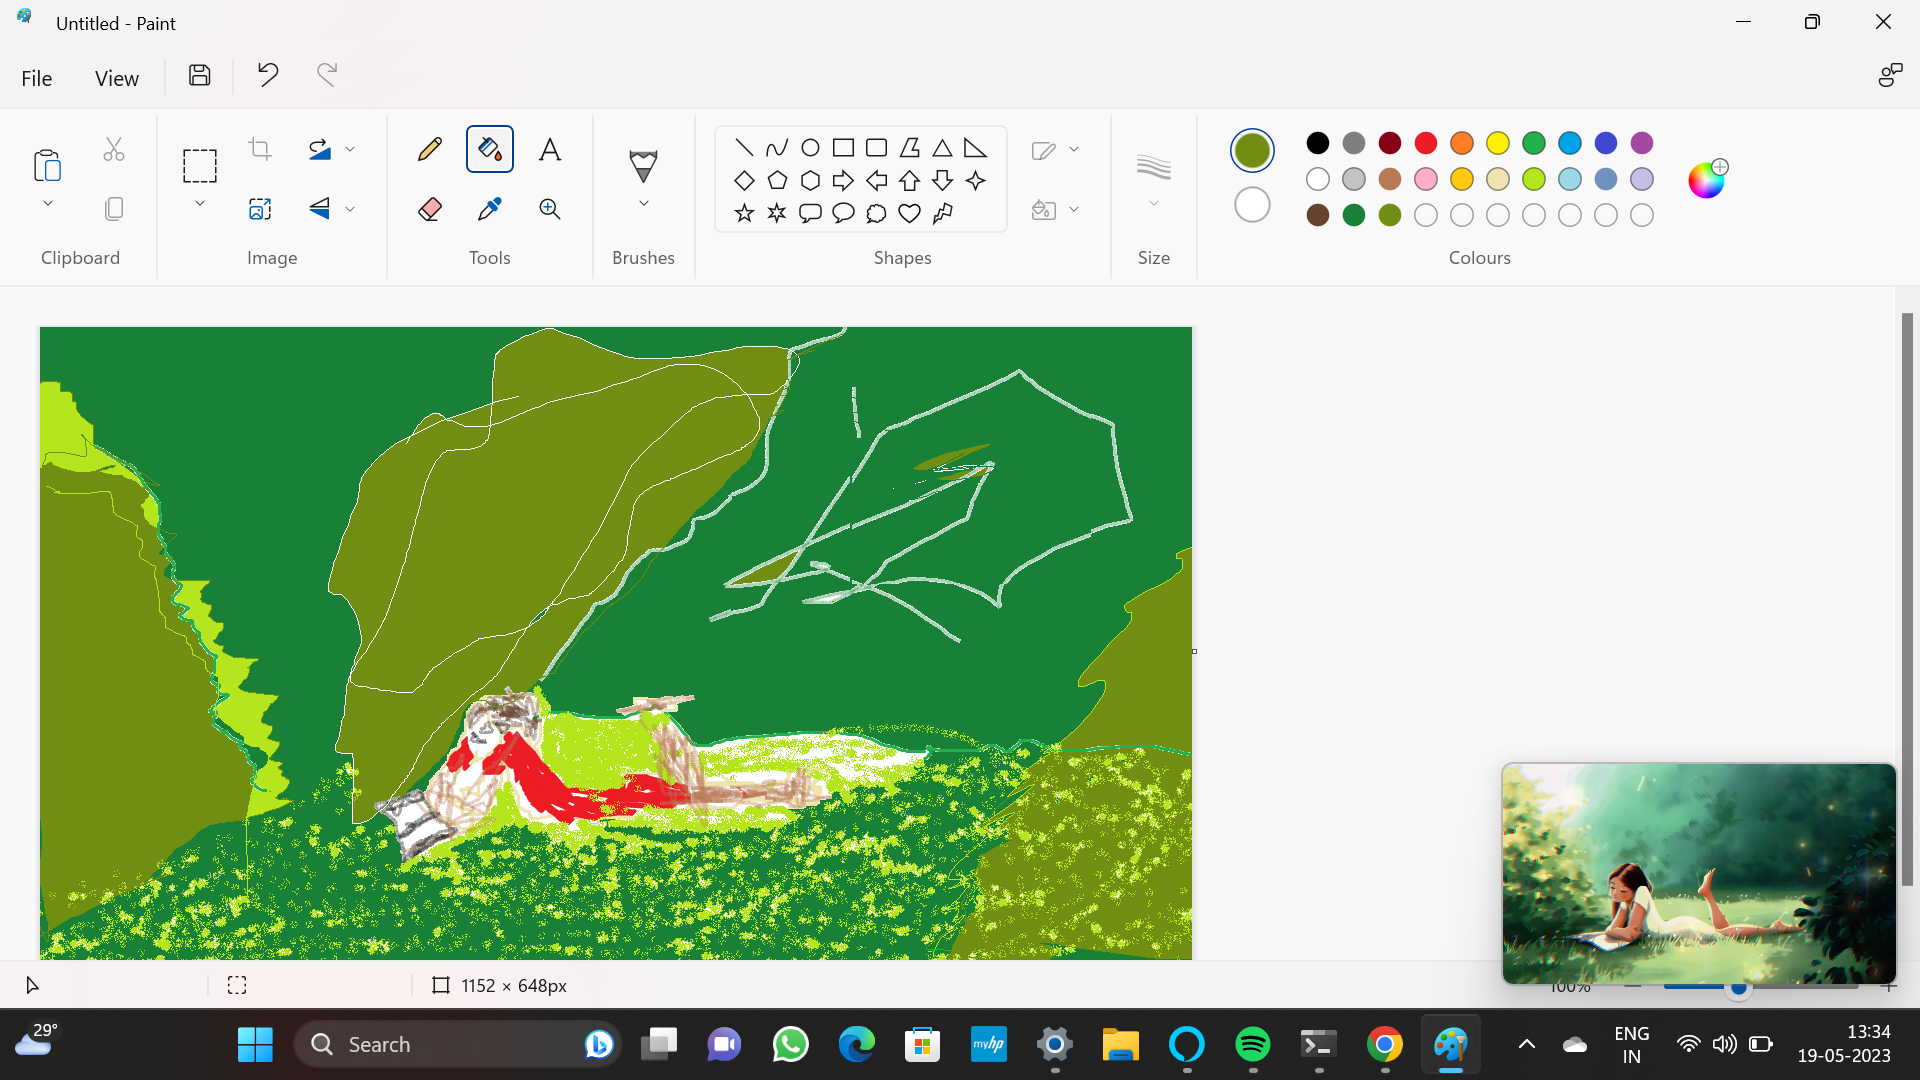 Untitled - Paint
File View
Clipboard Image Tools Brushes Shapes Size Colours
1152 × 648px
100%
29°
Search
myhp
ENG
IN
13:34
19-05-2023